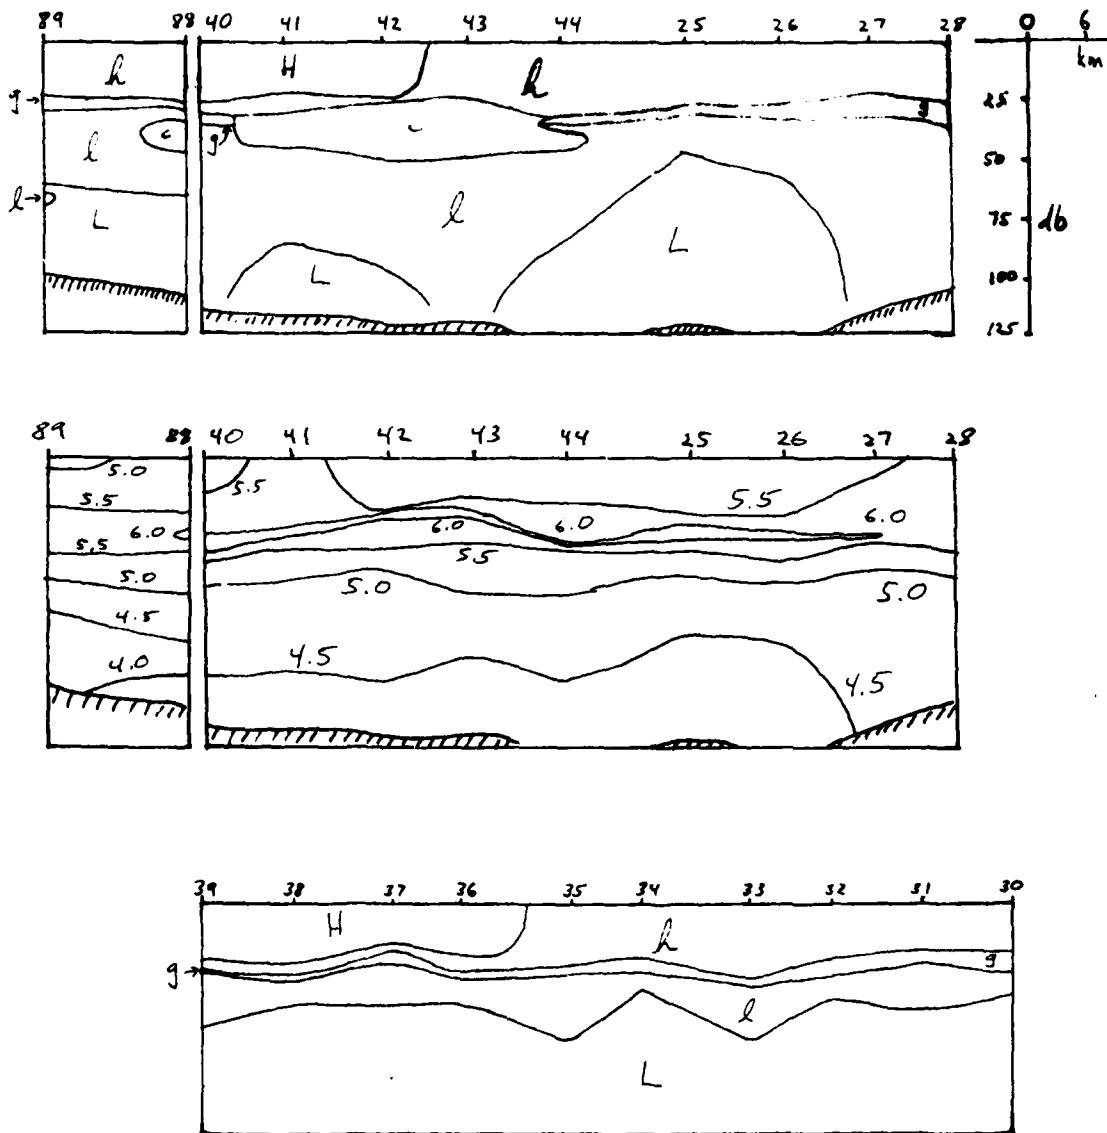 89 88 40 41 42 43 44 25 26 27 28 0 6
km
h H h
g → 25
c g c g
l 50
l → l
L L 75 db
L 100
125
89 88 40 41 42 43 44 25 26 27 28
5.0 5.5 5.5
5.5
6.0 6.0 6.0 6.0
5.5 5.5
5.0 5.0 5.0
4.5
4.0 4.5 4.5
39 38 37 36 35 34 33 32 31 30
H h
g → g
l
L